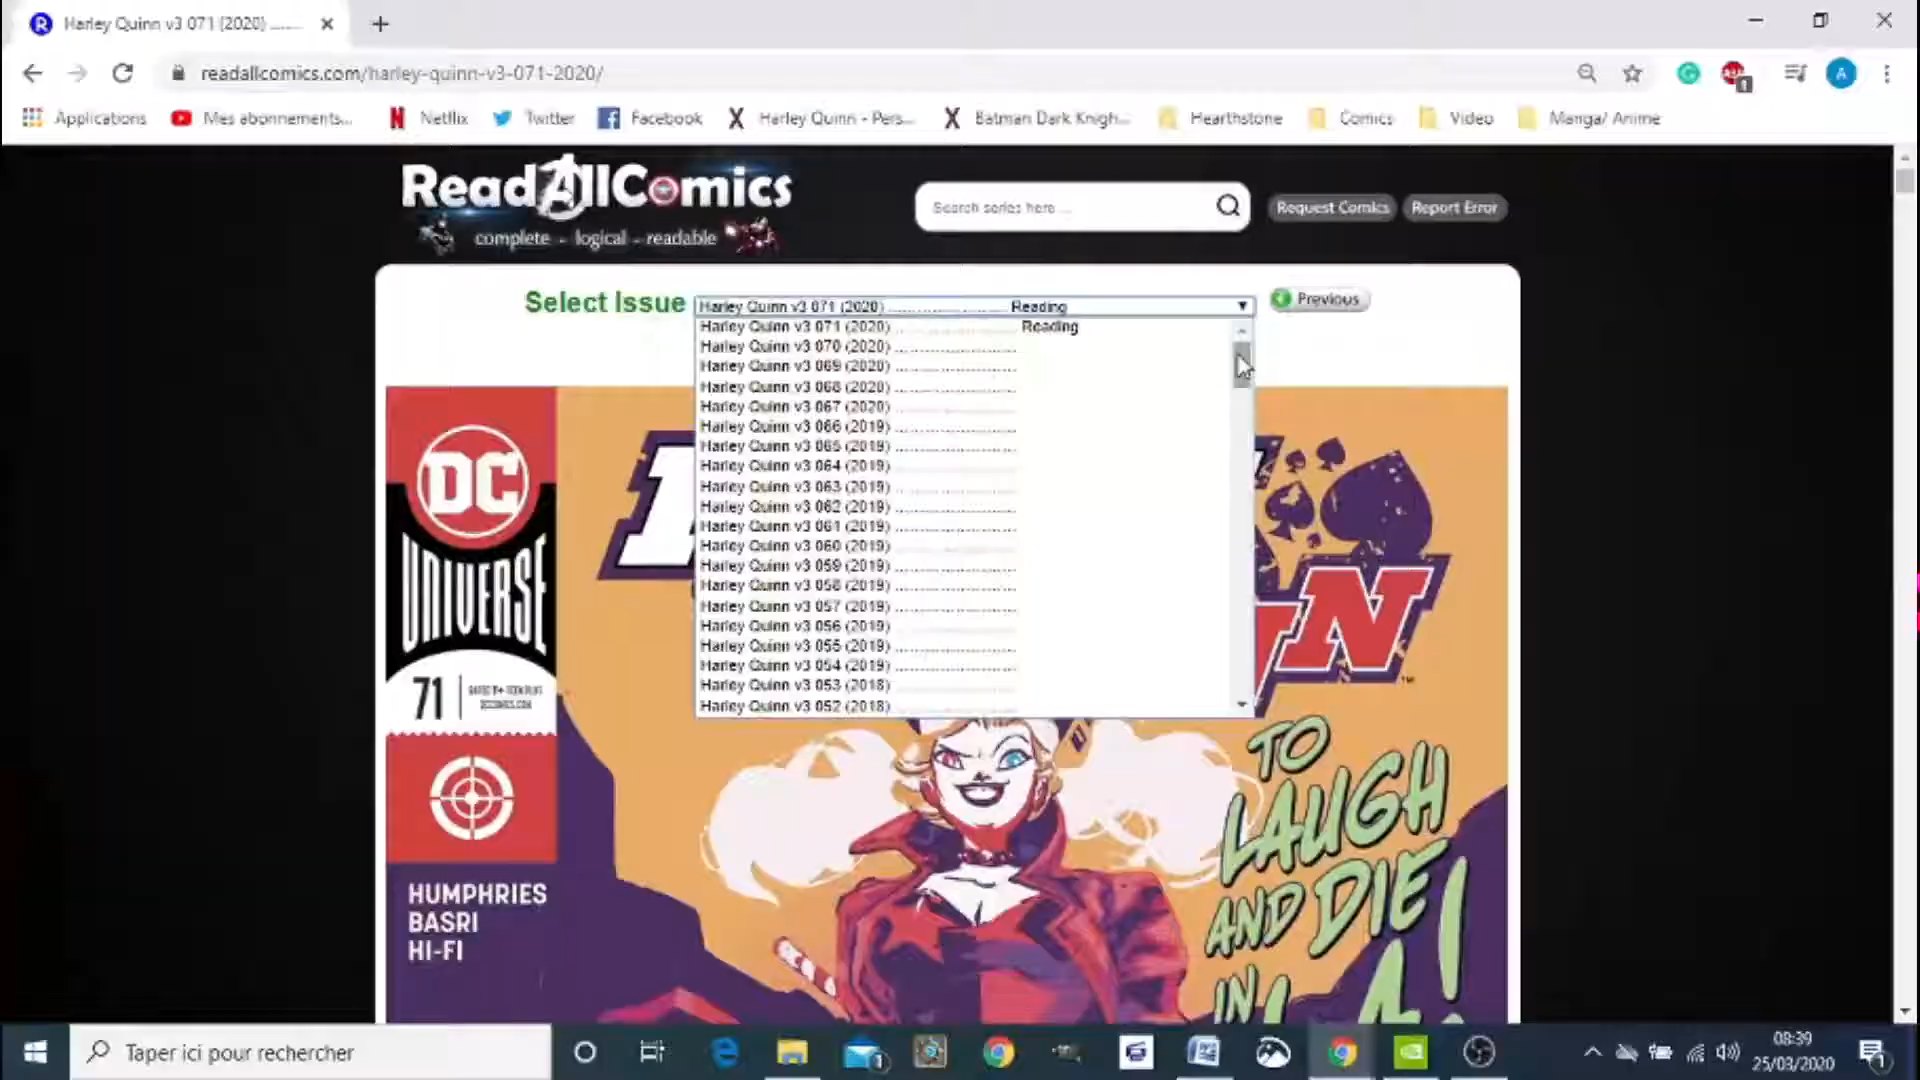 Harley Quinn v3 071 (2020) ......
readallcomics.com/harley-quinn-v3-071-2020/
ABP
1
A
Applications
Mes abonnements...
Netflix
Twitter
Facebook
Harley Quinn - Pers...
Batman Dark Knigh...
Hearthstone
Comics
Video
Manga/ Anime
ReadAllComics
complete - logical - readable
Search series here ...
Request Comics
Report Error
Select Issue
Harley Quinn v3 071 (2020) ........................ Reading
Previous
Harley Quinn v3 071 (2020) ........................ Reading
Harley Quinn v3 070 (2020) ........................
Harley Quinn v3 069 (2020) ........................
Harley Quinn v3 068 (2020) ........................
Harley Quinn v3 067 (2020) ........................
Harley Quinn v3 066 (2019) ........................
Harley Quinn v3 065 (2019) ........................
Harley Quinn v3 064 (2019) ........................
Harley Quinn v3 063 (2019) ........................
Harley Quinn v3 062 (2019) ........................
Harley Quinn v3 061 (2019) ........................
Harley Quinn v3 060 (2019) ........................
Harley Quinn v3 059 (2019) ........................
Harley Quinn v3 058 (2019) ........................
Harley Quinn v3 057 (2019) ........................
Harley Quinn v3 056 (2019) ........................
Harley Quinn v3 055 (2019) ........................
Harley Quinn v3 054 (2019) ........................
Harley Quinn v3 053 (2018) ........................
Harley Quinn v3 052 (2018) ........................
DC
UNIVERSE
71
DCCOMICS.COM
HUMPHRIES
BASRI
HI-FI
TO
LAUGH
AND DIE
IN L.A!
Taper ici pour rechercher
1
08:39
25/03/2020
1